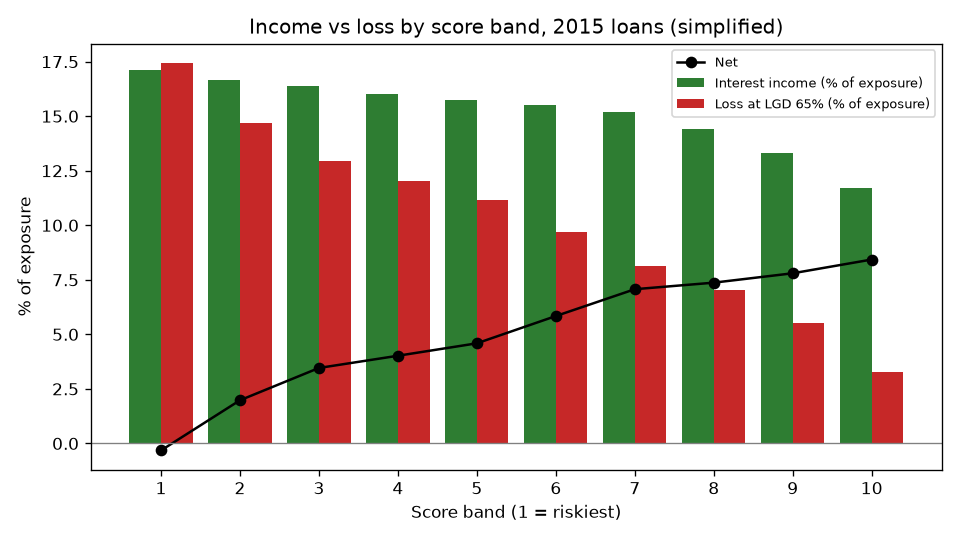 Income vs loss by score band, 2015 loans (simplified)
Net
Interest income (% of exposure)
Loss at LGD 65% (% of exposure)
% of exposure
17.5
15.0
12.5
10.0
7.5
5.0
2.5
0.0
1 2 3 4 5 6 7 8 9 10
Score band (1 = riskiest)